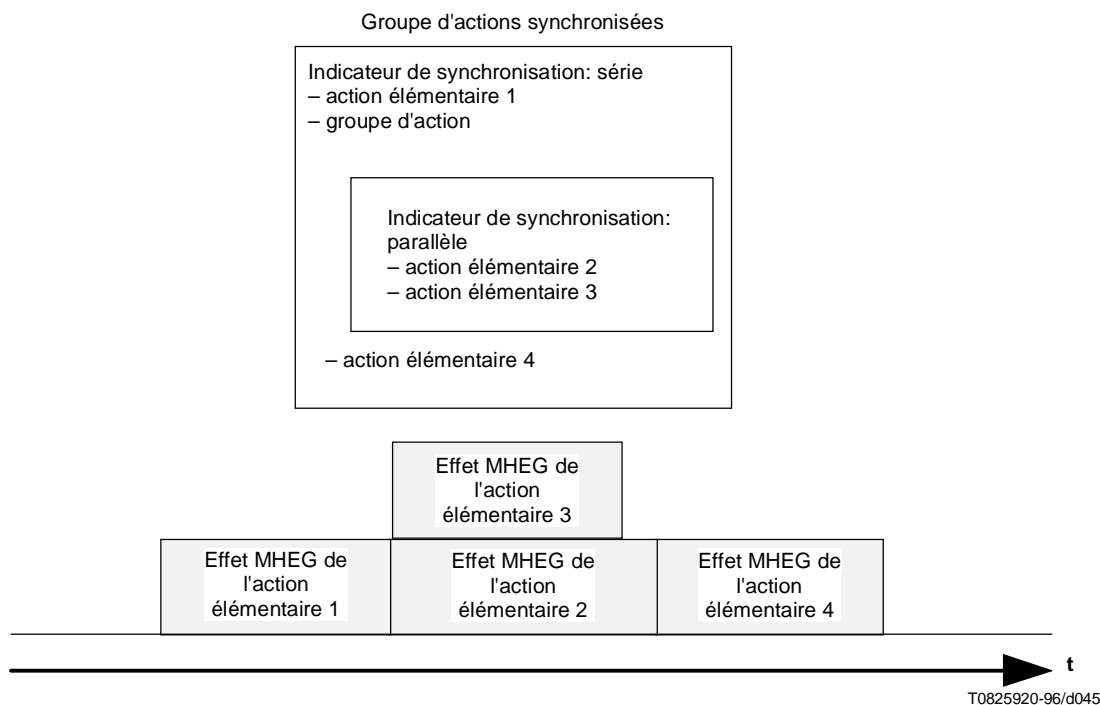 Groupe d'actions synchronisées
Indicateur de synchronisation: série
– action élémentaire 1
– groupe d'action
Indicateur de synchronisation:
parallèle
– action élémentaire 2
– action élémentaire 3
– action élémentaire 4
Effet MHEG de
l'action
élémentaire 3
Effet MHEG de
l'action
élémentaire 1
Effet MHEG de
l'action
élémentaire 2
Effet MHEG de
l'action
élémentaire 4
t
T0825920-96/d045